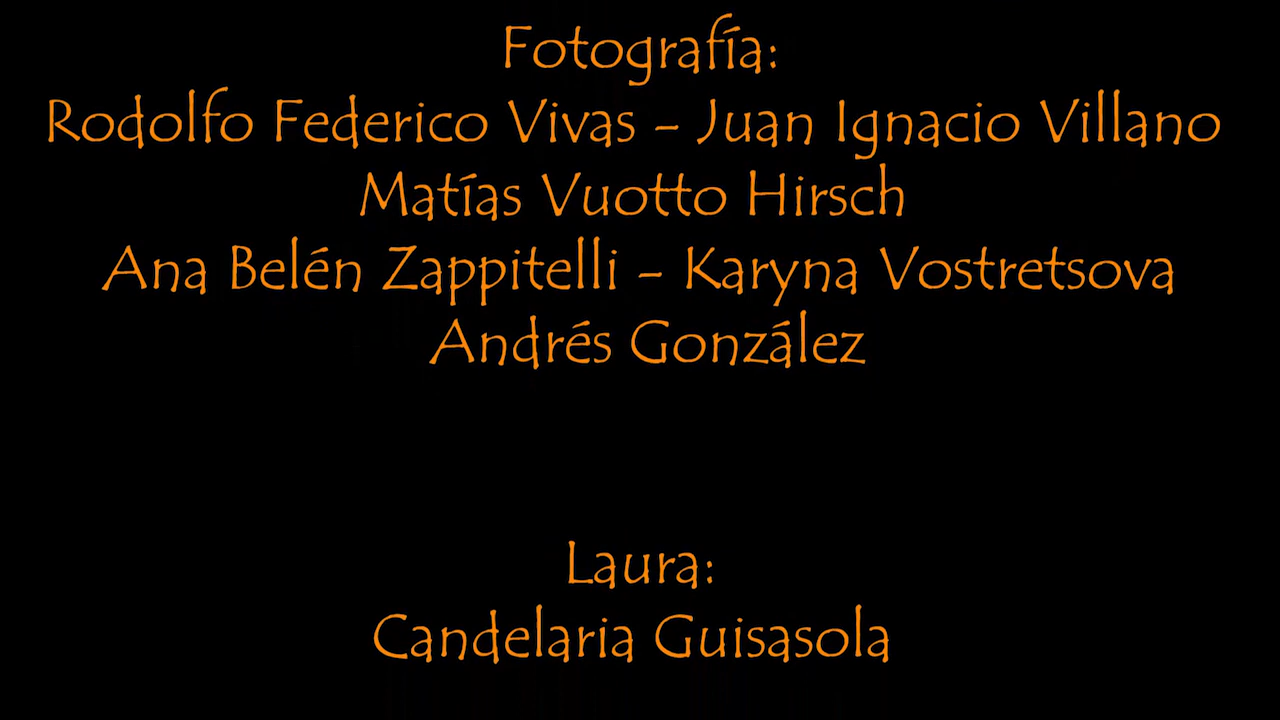 Fotografía:
Rodolfo Federico Vivas - Juan Ignacio Villano
Matías Vuotto Hirsch
Ana Belén Zappitelli - Karyna Vostretsova
Andrés González
Laura:
Candelaria Guisasola